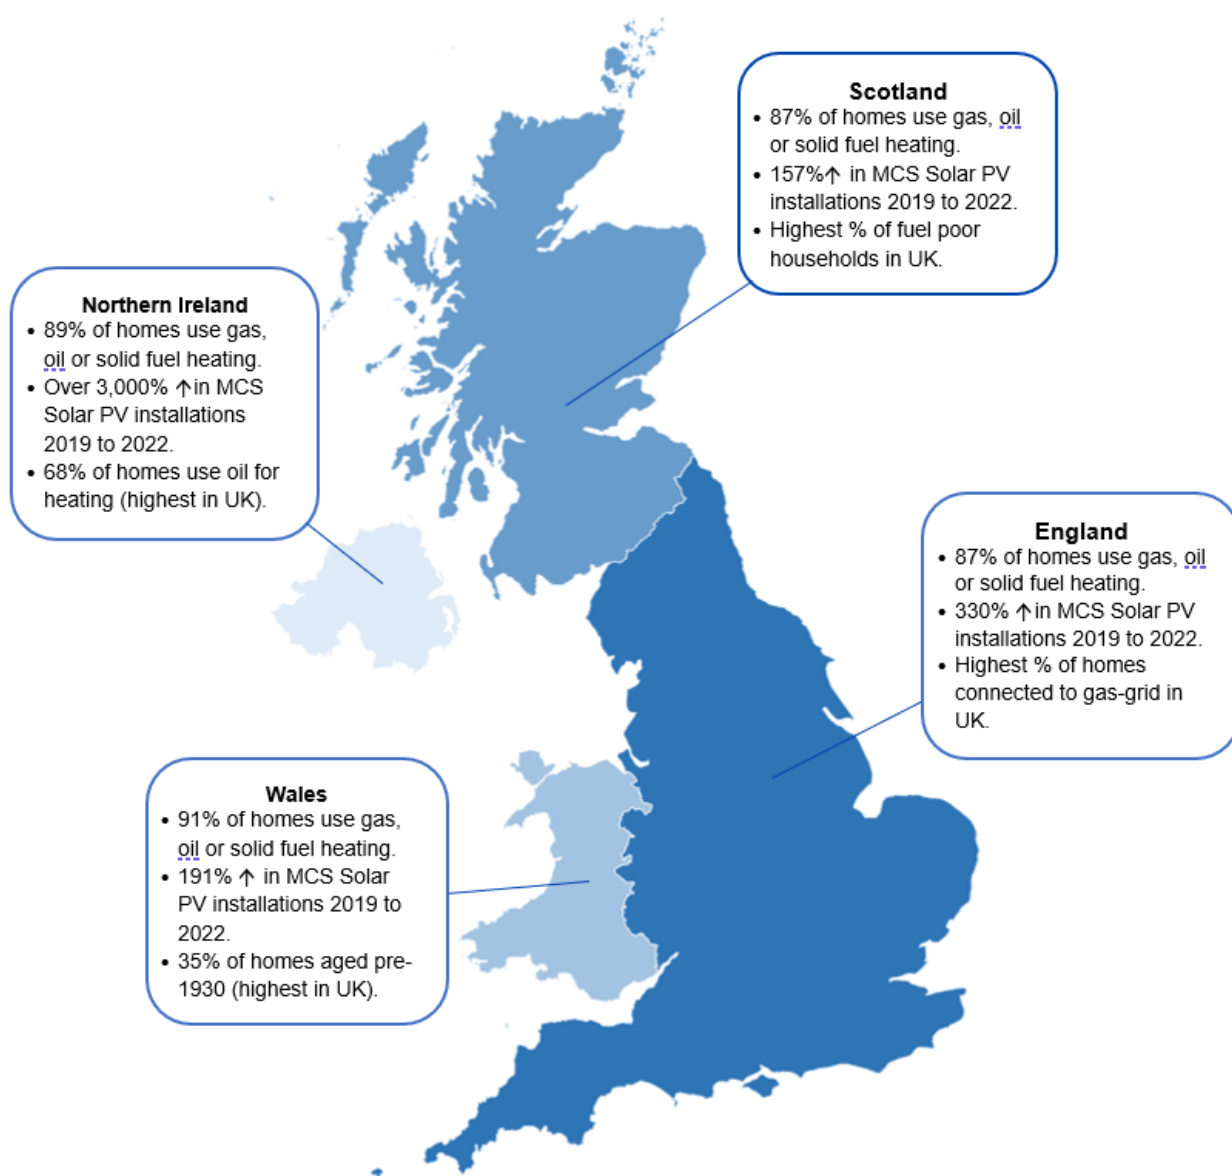 Scotland
• 87% of homes use gas, oil
or solid fuel heating.
• 157%↑ in MCS Solar PV
installations 2019 to 2022.
• Highest % of fuel poor
households in UK.
Northern Ireland
• 89% of homes use gas,
oil or solid fuel heating.
• Over 3,000% ↑in MCS
Solar PV installations
2019 to 2022.
• 68% of homes use oil for
heating (highest in UK).
England
• 87% of homes use gas, oil
or solid fuel heating.
• 330% ↑in MCS Solar PV
installations 2019 to 2022.
• Highest % of homes
connected to gas-grid in
UK.
Wales
• 91% of homes use gas,
oil or solid fuel heating.
• 191% ↑ in MCS Solar
PV installations 2019 to
2022.
• 35% of homes aged pre-
1930 (highest in UK).